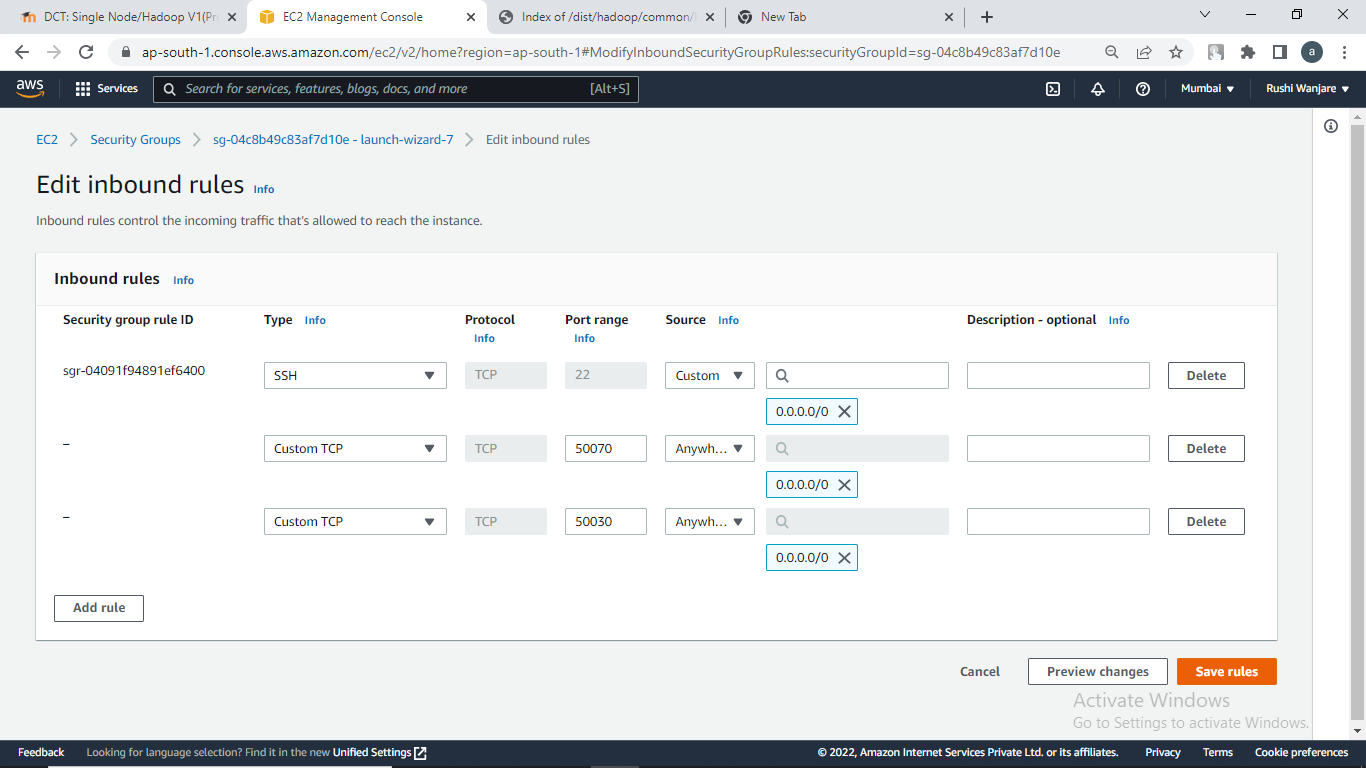 DCT: Single Node/Hadoop V1(Pr
EC2 Management Console
Index of /dist/hadoop/common/
New Tab
ap-south-1.console.aws.amazon.com/ec2/v2/home?region=ap-south-1#ModifyInboundSecurityGroupRules:securityGroupId=sg-04c8b49c83af7d10e
a
aws
Services
Search for services, features, blogs, docs, and more
[Alt+S]
Mumbai
Rushi Wanjare
EC2
Security Groups
sg-04c8b49c83af7d10e - launch-wizard-7
Edit inbound rules
Edit inbound rules Info
Inbound rules control the incoming traffic that's allowed to reach the instance.
Inbound rules Info
Security group rule ID
Type Info
Protocol
Info
Port range
Info
Source Info
Description - optional Info
sgr-04091f94891ef6400
SSH
TCP
22
Custom
Delete
0.0.0.0/0
–
Custom TCP
TCP
50070
Anywh...
Delete
0.0.0.0/0
–
Custom TCP
TCP
50030
Anywh...
Delete
0.0.0.0/0
Add rule
Cancel
Preview changes
Save rules
Activate Windows
Go to Settings to activate Windows.
Feedback
Looking for language selection? Find it in the new Unified Settings
© 2022, Amazon Internet Services Private Ltd. or its affiliates.
Privacy
Terms
Cookie preferences